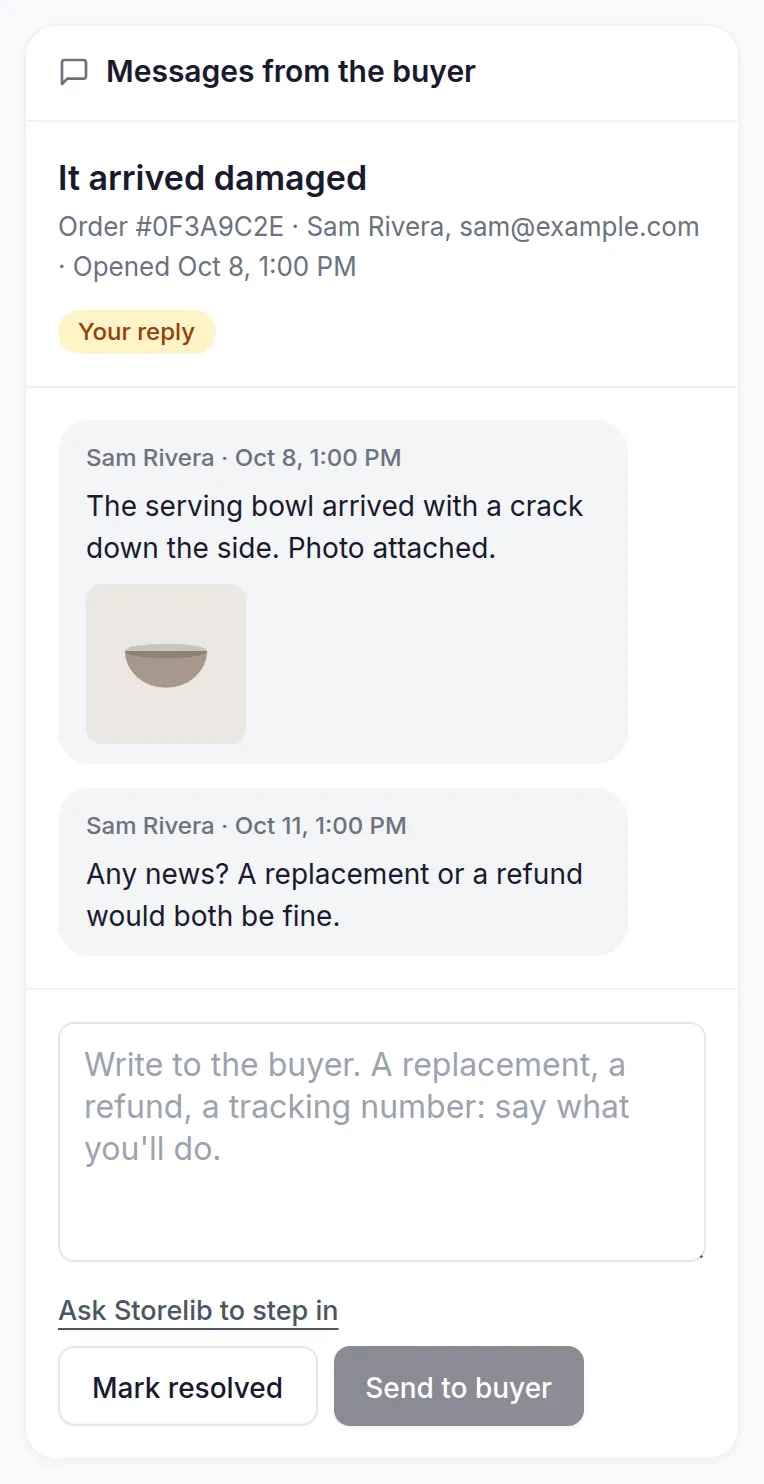 Messages from the buyer
It arrived damaged
Order #0F3A9C2E · Sam Rivera, sam@example.com
· Opened Oct 8, 1:00 PM
Your reply
Sam Rivera · Oct 8, 1:00 PM
The serving bowl arrived with a crack
down the side. Photo attached.
Sam Rivera · Oct 11, 1:00 PM
Any news? A replacement or a refund
would both be fine.
Write to the buyer. A replacement, a
refund, a tracking number: say what
you'll do.
Ask Storelib to step in
Mark resolved
Send to buyer